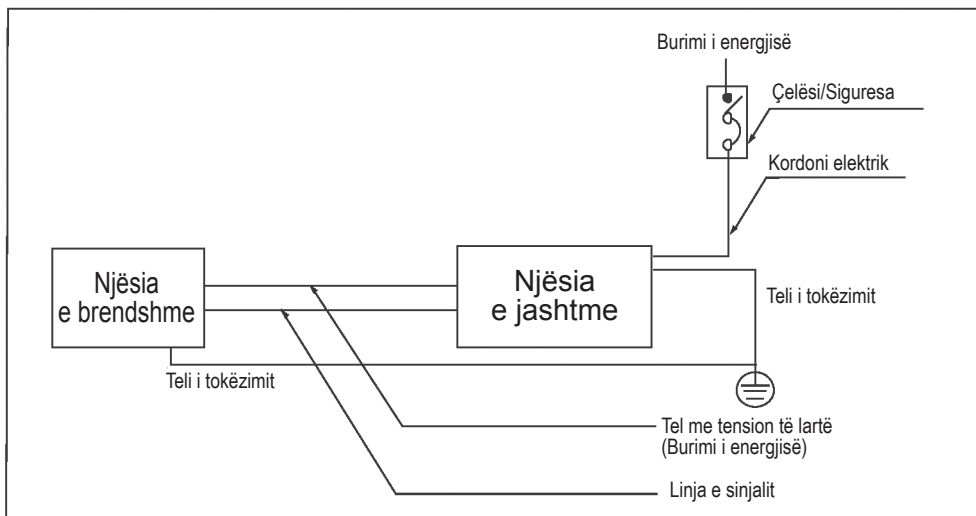 Burimi i energjisë
Çelësi/Siguresa
Kordoni elektrik
Njësia
e brendshme
Njësia
e jashtme
Teli i tokëzimit
Teli i tokëzimit
Tel me tension të lartë
(Burimi i energjisë)
Linja e sinjalit